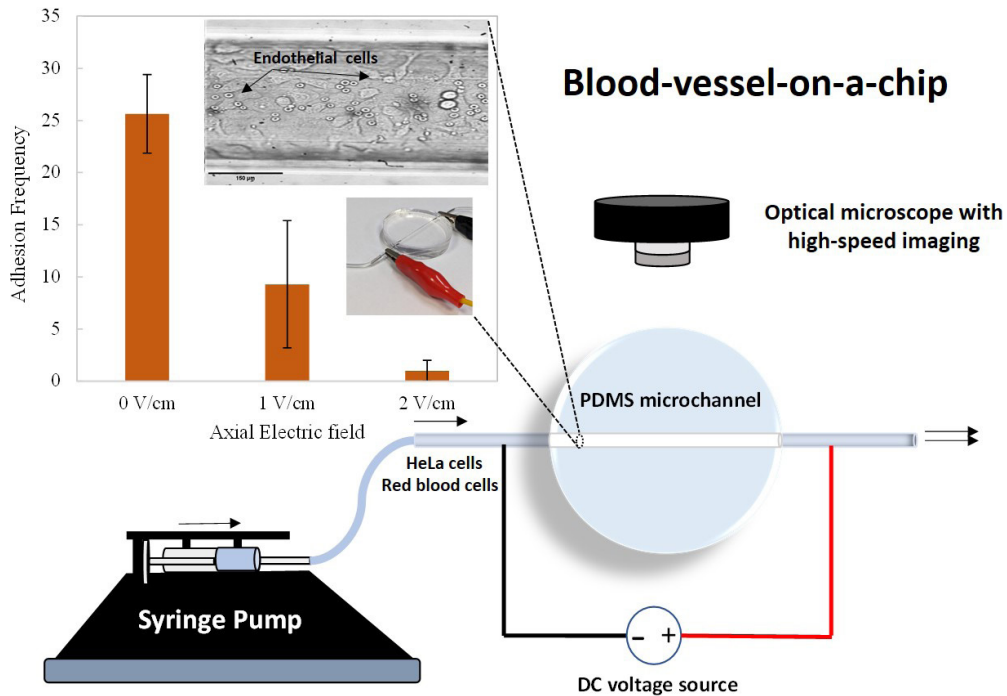 Blood-vessel-on-a-chip
35
30
25
20
15
10
5
0
Adhesion Frequency
0 V/cm
1 V/cm
2 V/cm
Axial Electric field
Endothelial cells
150 μm
Optical microscope with
high-speed imaging
PDMS microchannel
HeLa cells
Red blood cells
Syringe Pump
- +
DC voltage source